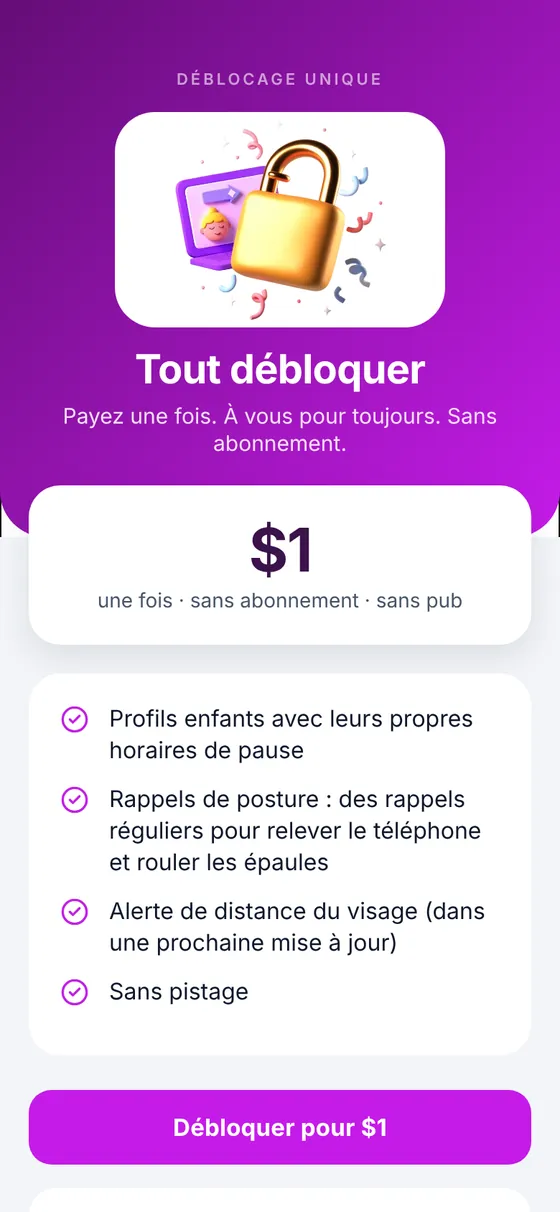 DÉBLOCAGE UNIQUE
Tout débloquer
Payez une fois. À vous pour toujours. Sans
abonnement.
$1
une fois · sans abonnement · sans pub
Profils enfants avec leurs propres
horaires de pause
Rappels de posture : des rappels
réguliers pour relever le téléphone
et rouler les épaules
Alerte de distance du visage (dans
une prochaine mise à jour)
Sans pistage
Débloquer pour $1